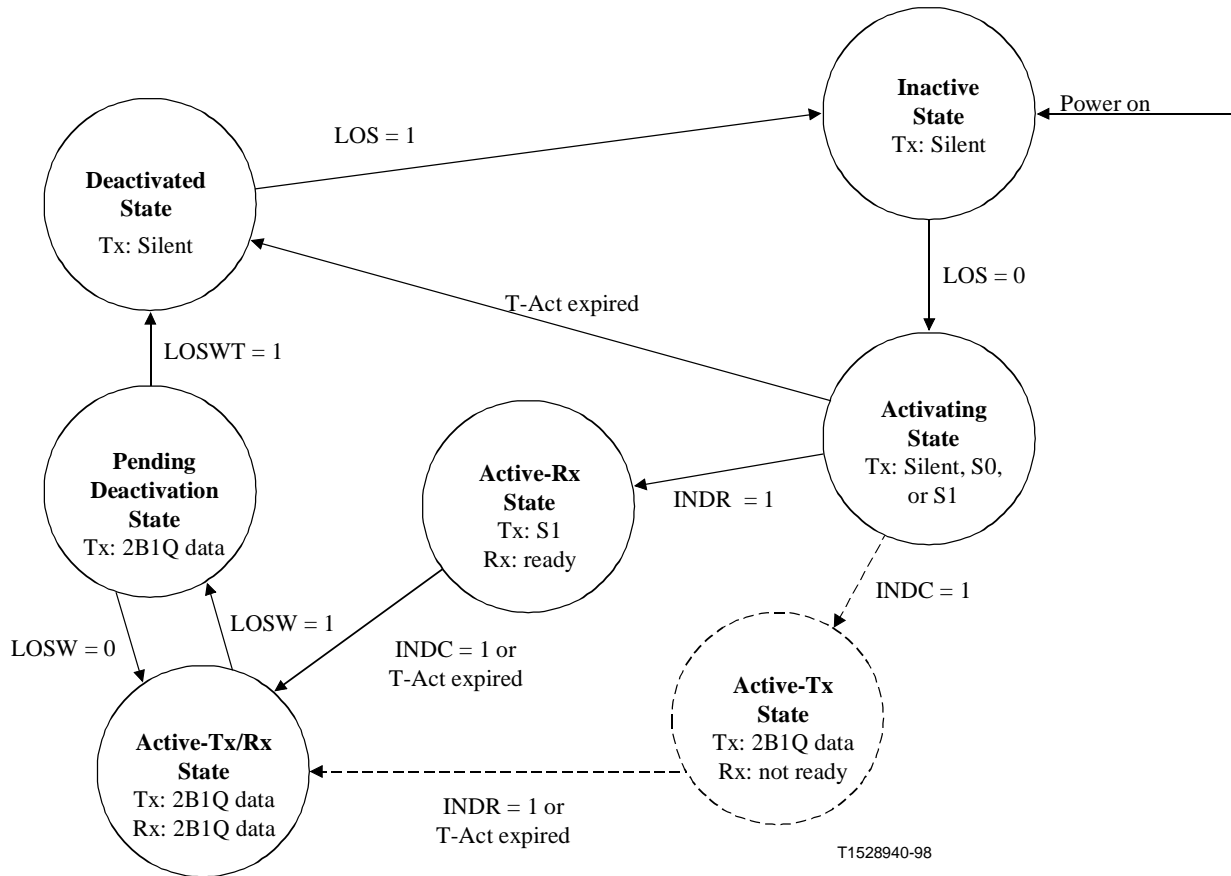 Inactive
State
Tx: Silent
Power on
LOS = 1
Deactivated
State
Tx: Silent
LOS = 0
T-Act expired
LOSWT = 1
Activating
State
Tx: Silent, S0,
or S1
Pending
Deactivation
State
Tx: 2B1Q data
Active-Rx
State
Tx: S1
Rx: ready
INDR = 1
INDC = 1
LOSW = 1
LOSW = 0
INDC = 1 or
T-Act expired
Active-Tx
State
Tx: 2B1Q data
Rx: not ready
Active-Tx/Rx
State
Tx: 2B1Q data
Rx: 2B1Q data
INDR = 1 or
T-Act expired
T1528940-98